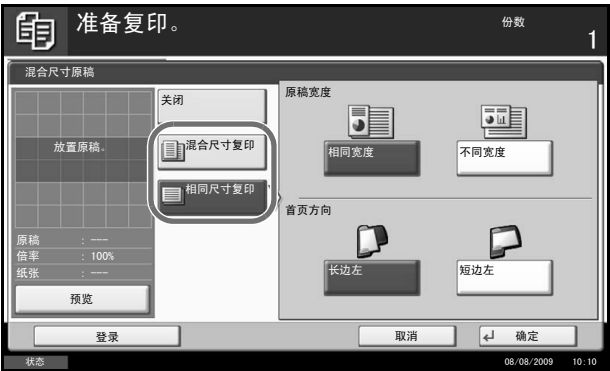 准备复印。
份数
1
混合尺寸原稿
放置原稿。
原稿 : ---
倍率 : 100%
纸张 : ---
预览
关闭
混合尺寸复印
相同尺寸复印
原稿宽度
相同宽度
不同宽度
首页方向
长边左
短边左
登录
取消
确定
状态
08/08/2009 10:10